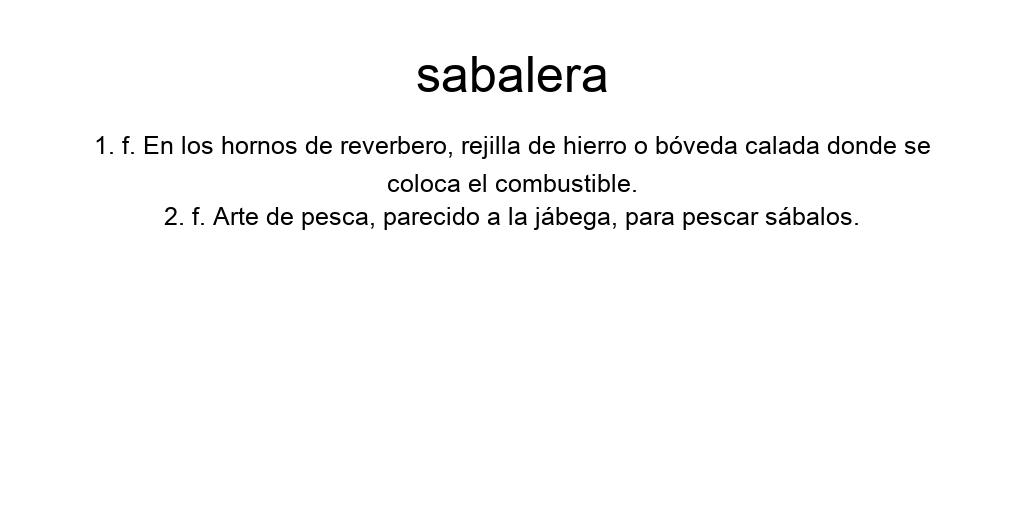 sabalera
1. f. En los hornos de reverbero, rejilla de hierro o bóveda calada donde se
coloca el combustible.
2. f. Arte de pesca, parecido a la jábega, para pescar sábalos.